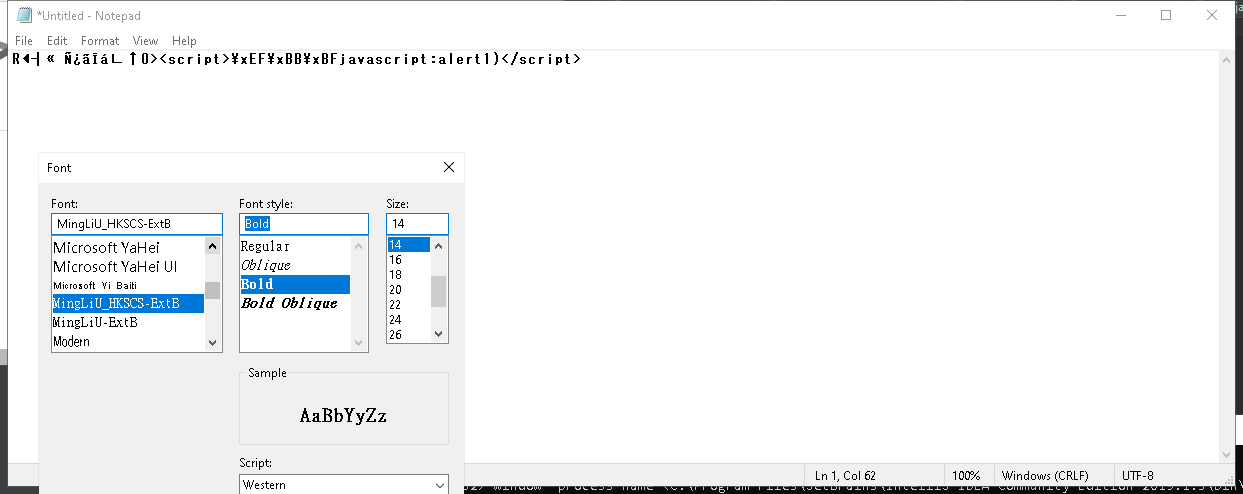 *Untitled - Notepad
File Edit Format View Help
<script>¥xEF¥xBB¥xBFjavascript:alert1)</script>
Font
Font: Font style: Size:
MingLiU_HKSCS-ExtB Bold 14
Microsoft YaHei Regular 14
Microsoft YaHei UI Oblique 16
Microsoft Yi Baiti Bold 18
MingLiU_HKSCS-ExtB Bold Oblique 20
MingLiU-ExtB 22
Modern 24
26
Sample
AaBbYyZz
Script:
Western
Ln 1, Col 62 100% Windows (CRLF) UTF-8